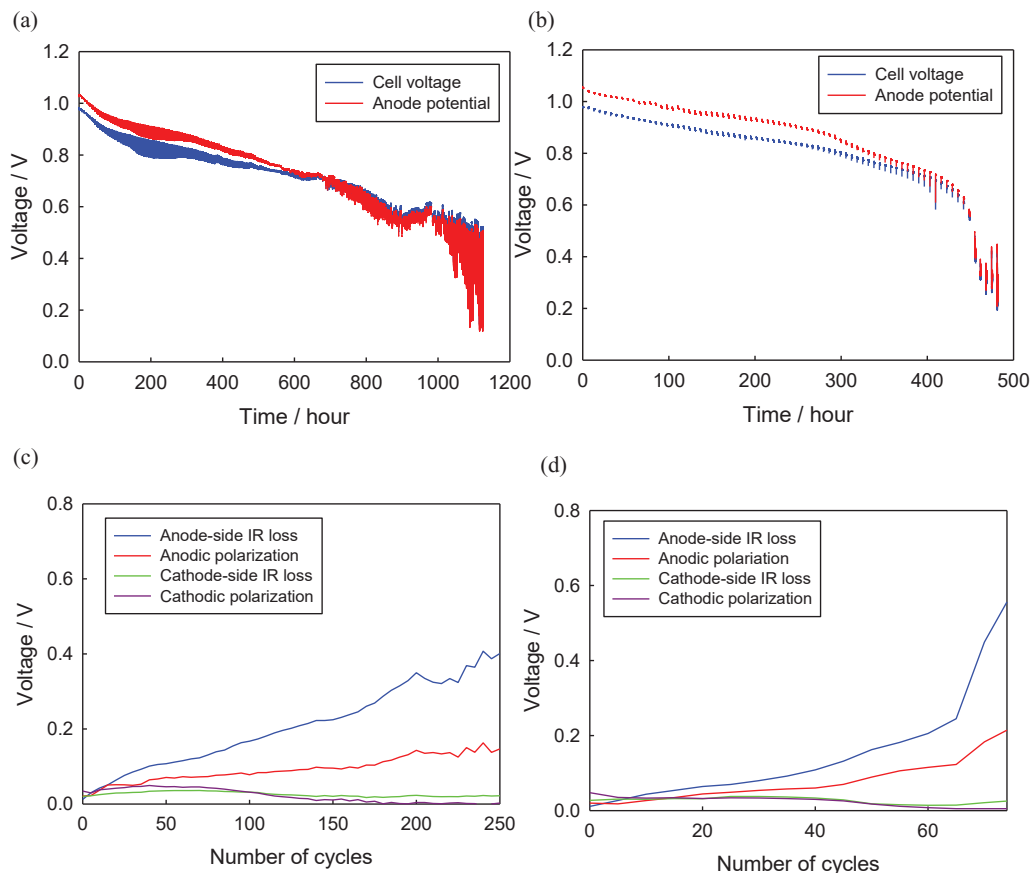 (a)
1.2
1.0
0.8
0.6
0.4
0.2
0.0
Voltage / V
Cell voltage
Anode potential
0 200 400 600 800 1000 1200
Time / hour
(b)
1.2
1.0
0.8
0.6
0.4
0.2
0.0
Voltage / V
Cell voltage
Anode potential
0 100 200 300 400 500
Time / hour
(c)
0.8
0.6
0.4
0.2
0.0
Voltage / V
Anode-side IR loss
Anodic polarization
Cathode-side IR loss
Cathodic polarization
0 50 100 150 200 250
Number of cycles
(d)
0.8
0.6
0.4
0.2
0.0
Voltage / V
Anode-side IR loss
Anodic polariation
Cathode-side IR loss
Cathodic polarization
0 20 40 60
Number of cycles